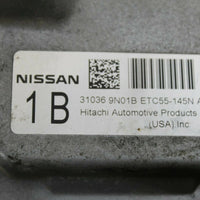 NISSAN
1B
31036 9N01B ETC55-145N A
Hitachi Automotive Products
(USA).Inc.